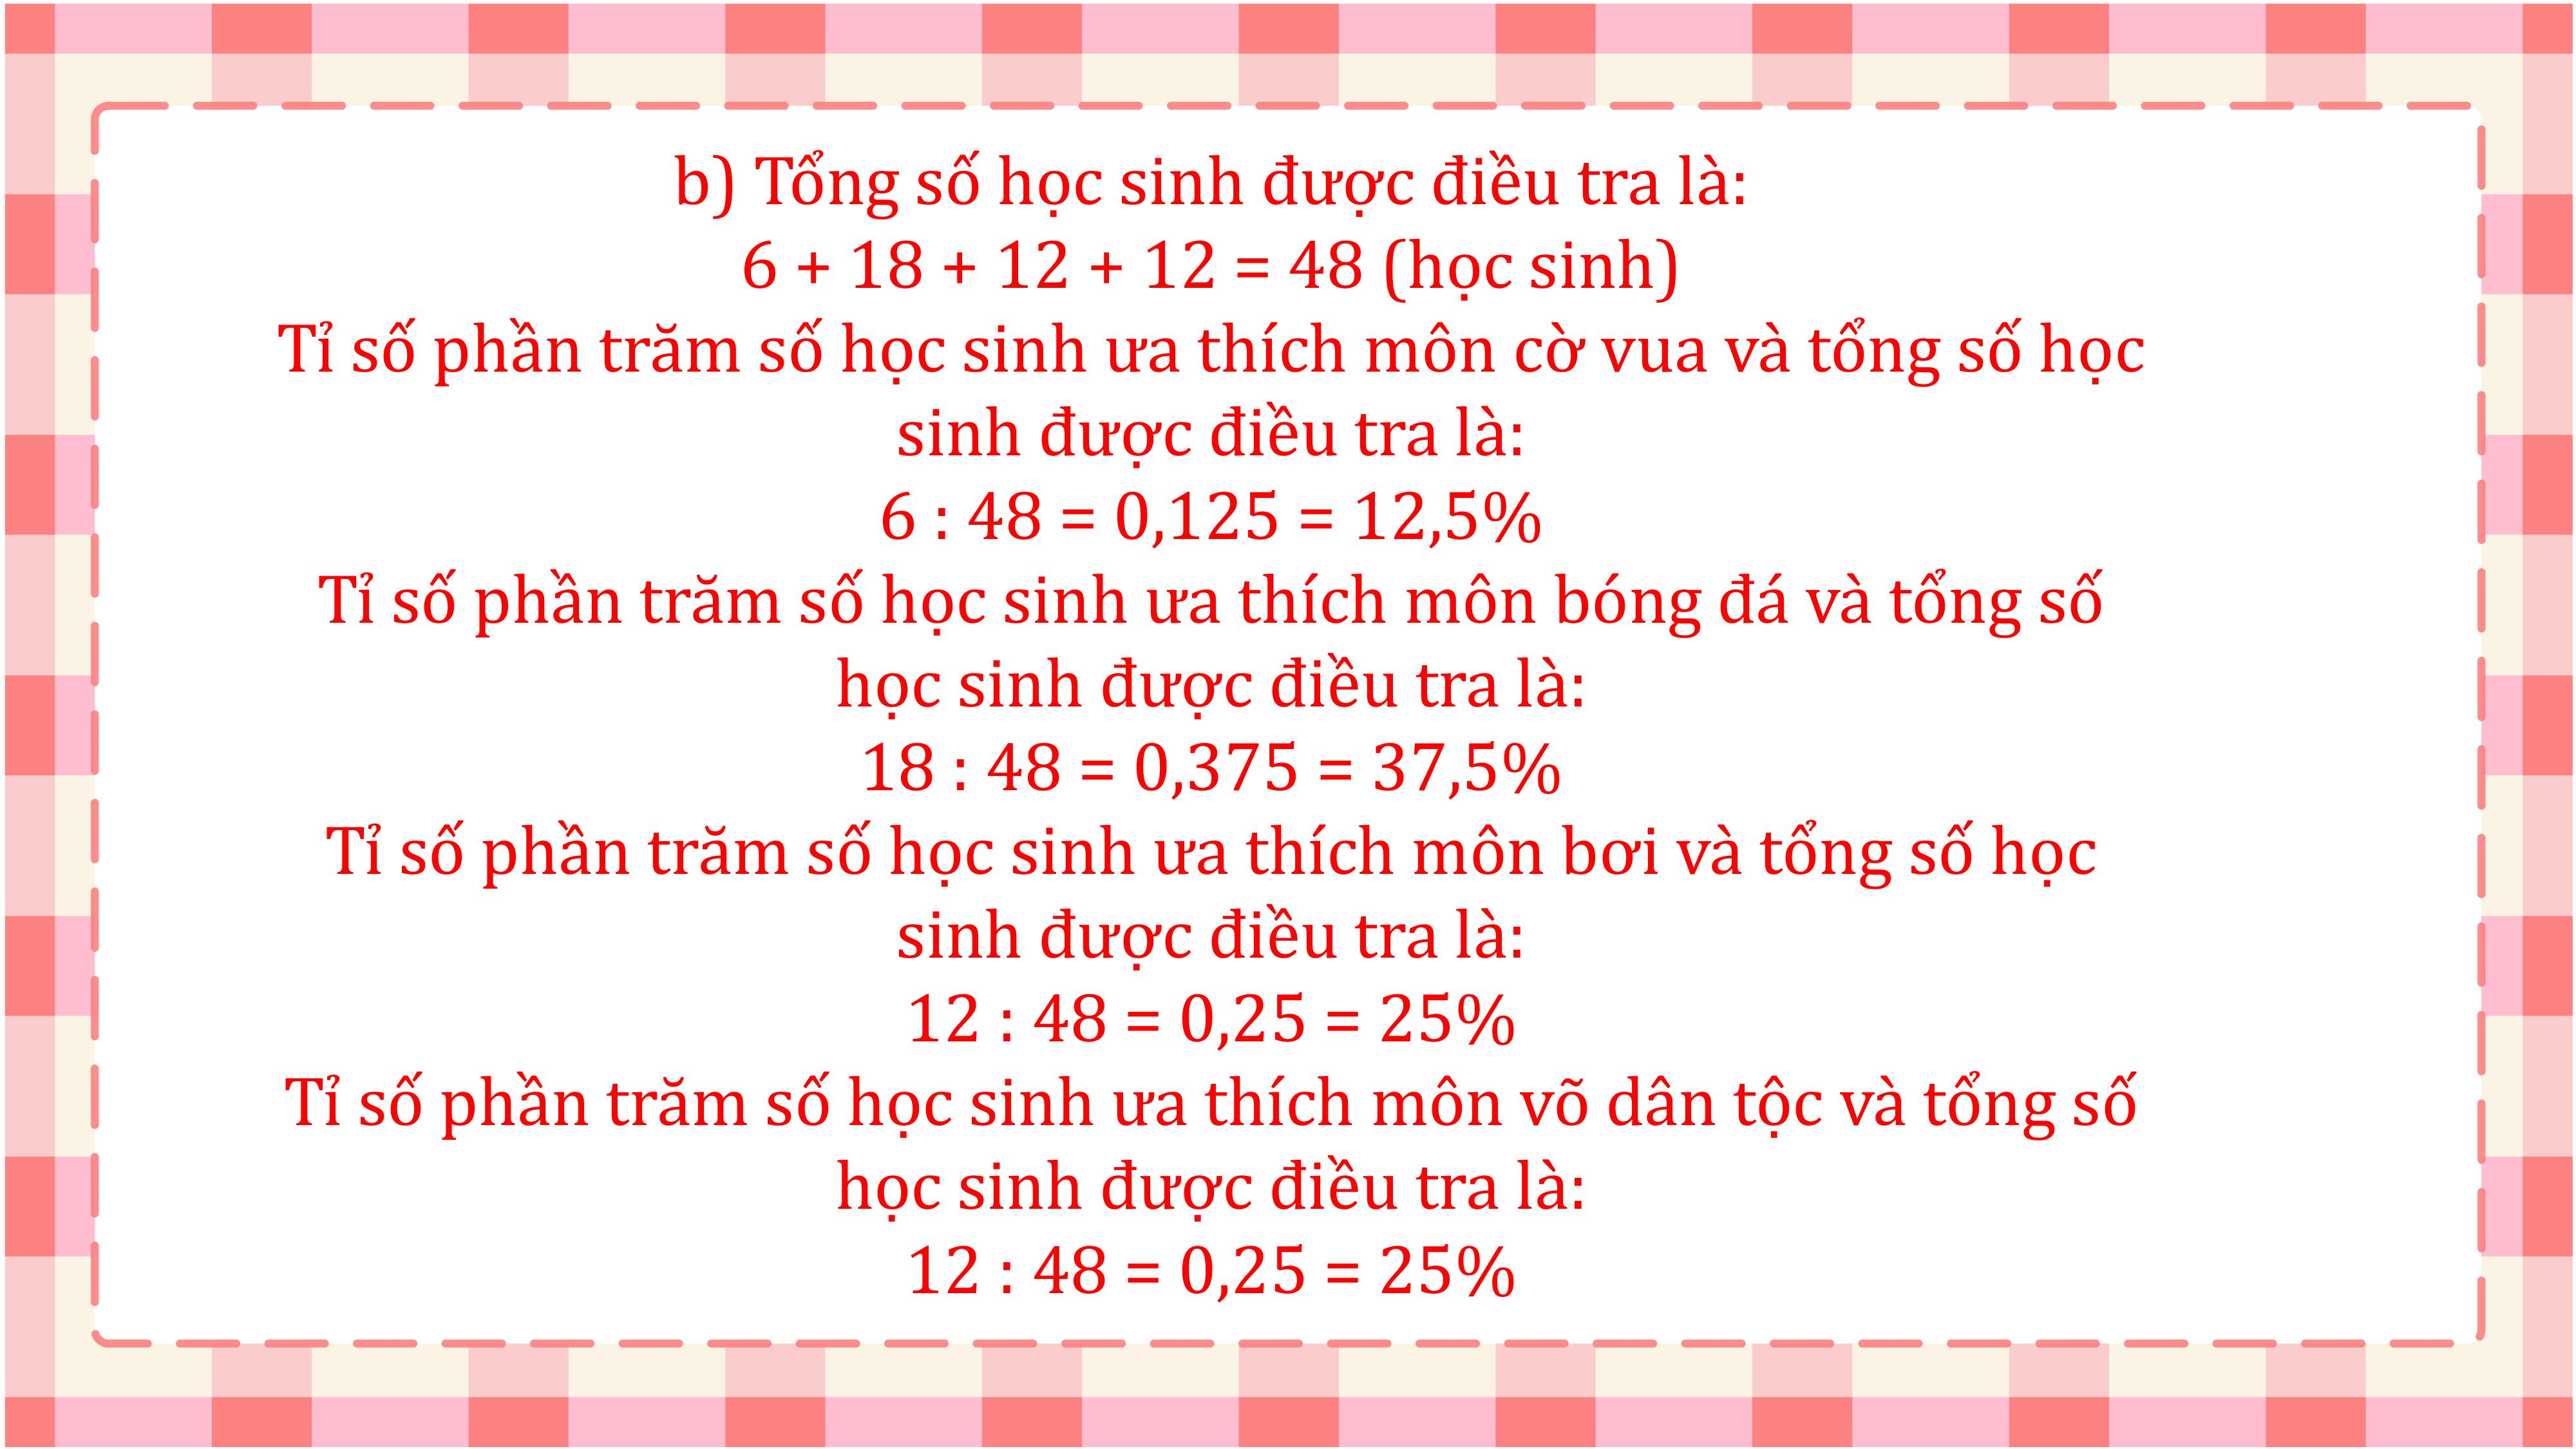 b) Tổng số học sinh được điều tra là:
6 + 18 + 12 + 12 = 48 (học sinh)
Tỉ số phần trăm số học sinh ưa thích môn cờ vua và tổng số học
sinh được điều tra là:
6 : 48 = 0,125 = 12,5%
Tỉ số phần trăm số học sinh ưa thích môn bóng đá và tổng số
học sinh được điều tra là:
18 : 48 = 0,375 = 37,5%
Tỉ số phần trăm số học sinh ưa thích môn bơi và tổng số học
sinh được điều tra là:
12 : 48 = 0,25 = 25%
Tỉ số phần trăm số học sinh ưa thích môn võ dân tộc và tổng số
học sinh được điều tra là:
12 : 48 = 0,25 = 25%